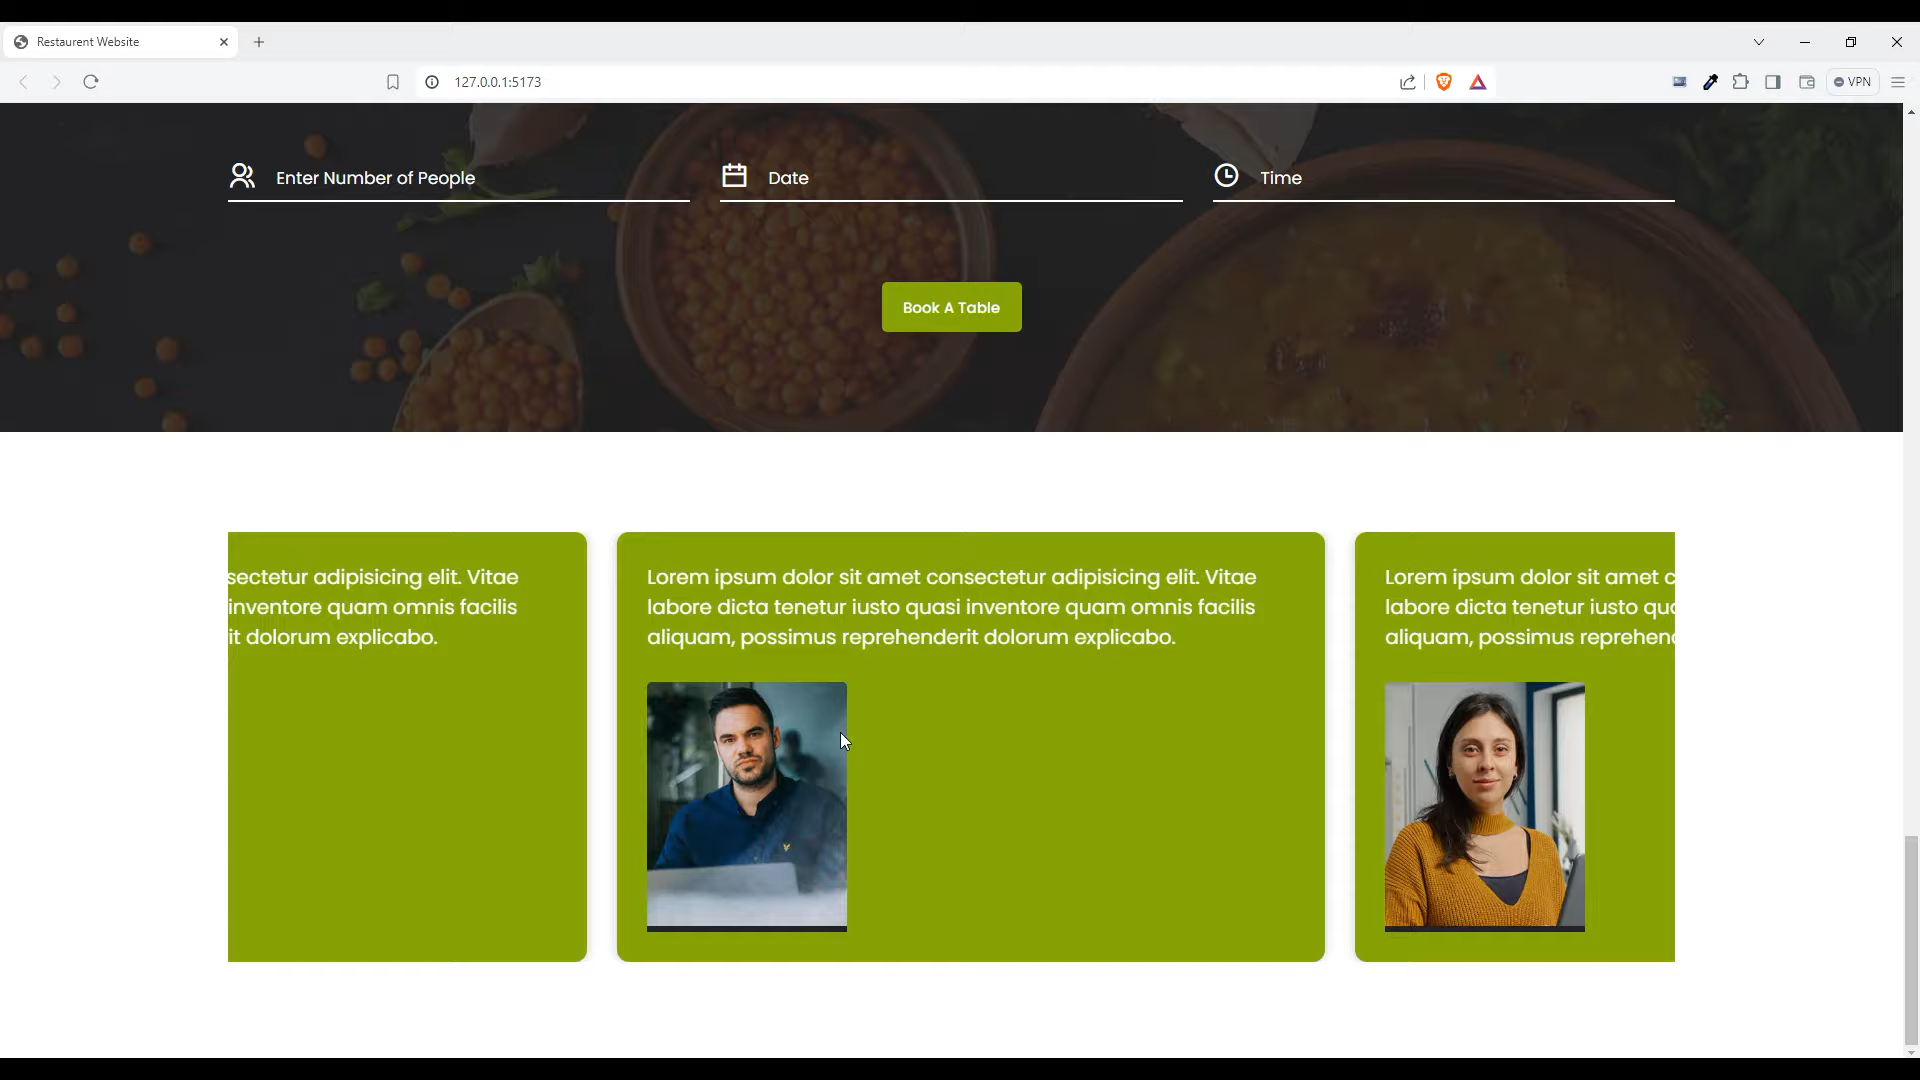 Restaurent Website
127.0.0.1:5173
VPN
Enter Number of People
Date
Time
Book A Table
sectetur adipisicing elit. Vitae
inventore quam omnis facilis
it dolorum explicabo.
Lorem ipsum dolor sit amet consectetur adipisicing elit. Vitae
labore dicta tenetur iusto quasi inventore quam omnis facilis
aliquam, possimus reprehenderit dolorum explicabo.
Lorem ipsum dolor sit amet c
labore dicta tenetur iusto qu
aliquam, possimus reprehen